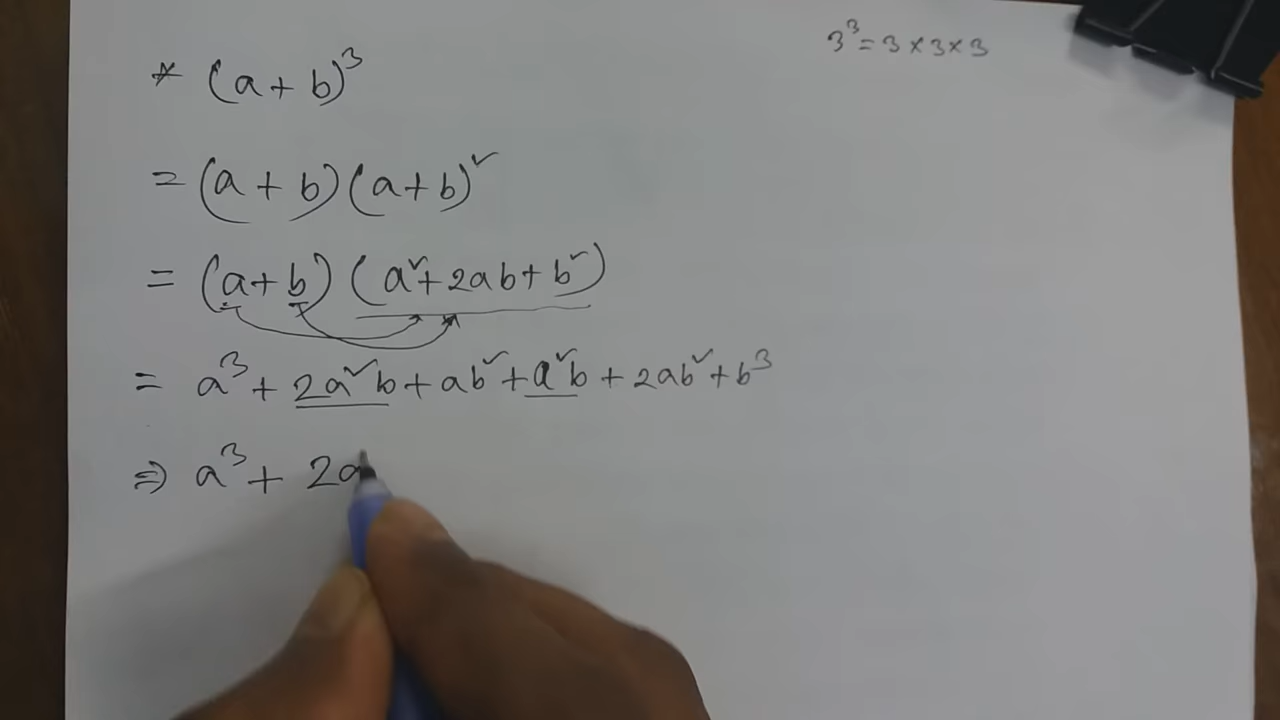 3³ = 3 × 3 × 3
* (a + b)³
= (a + b) (a + b)²
= (a + b) (a² + 2ab + b²)
= a³ + 2a²b + ab² + a²b + 2ab² + b³
⇒ a³ + 2a